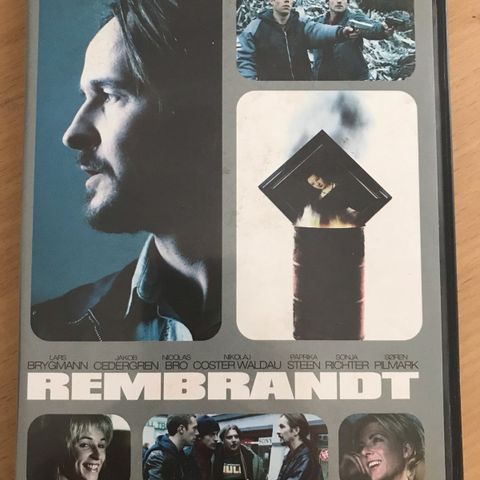 LARS JAKOB NICOLAS NIKOLAJ PAPRIKA SONJA SØREN
BRYGMANN CEDERGREN BRO COSTER WALDAU STEEN RICHTER PILMARK
REMBRANDT